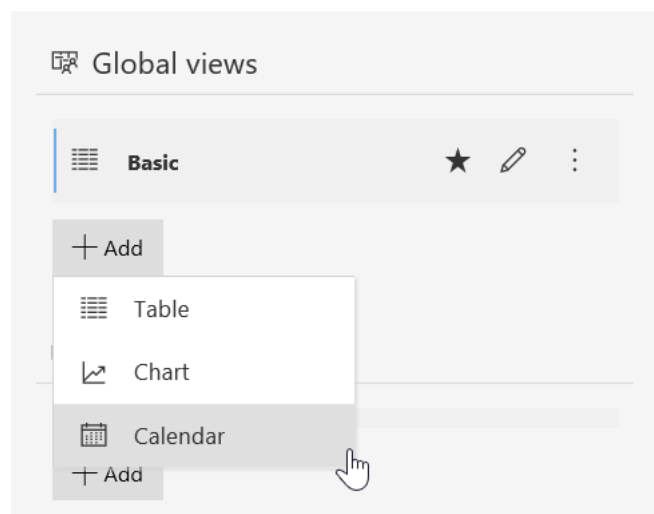 Global views
Basic
+ Add
Table
Chart
Calendar
+ Add